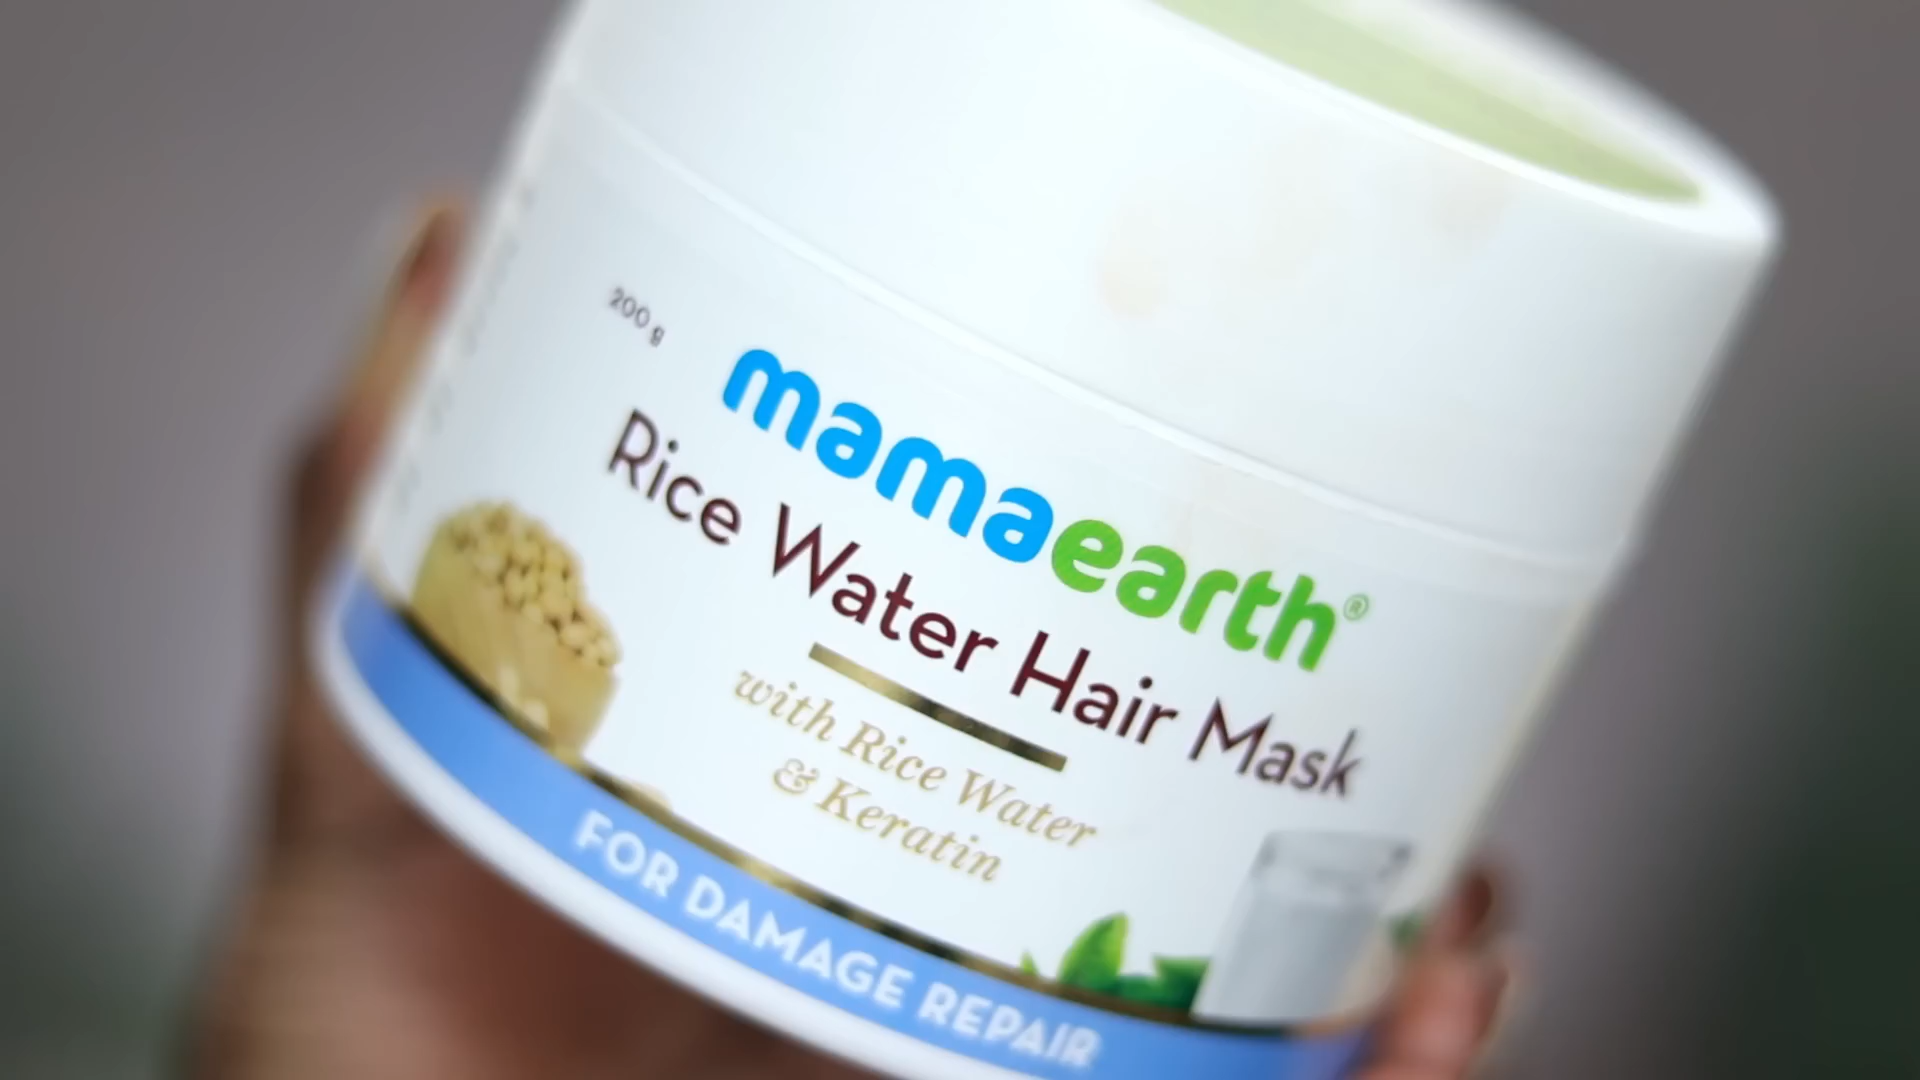 200 g
mamaearth®
Rice Water Hair Mask
with Rice Water
& Keratin
FOR DAMAGE REPAIR